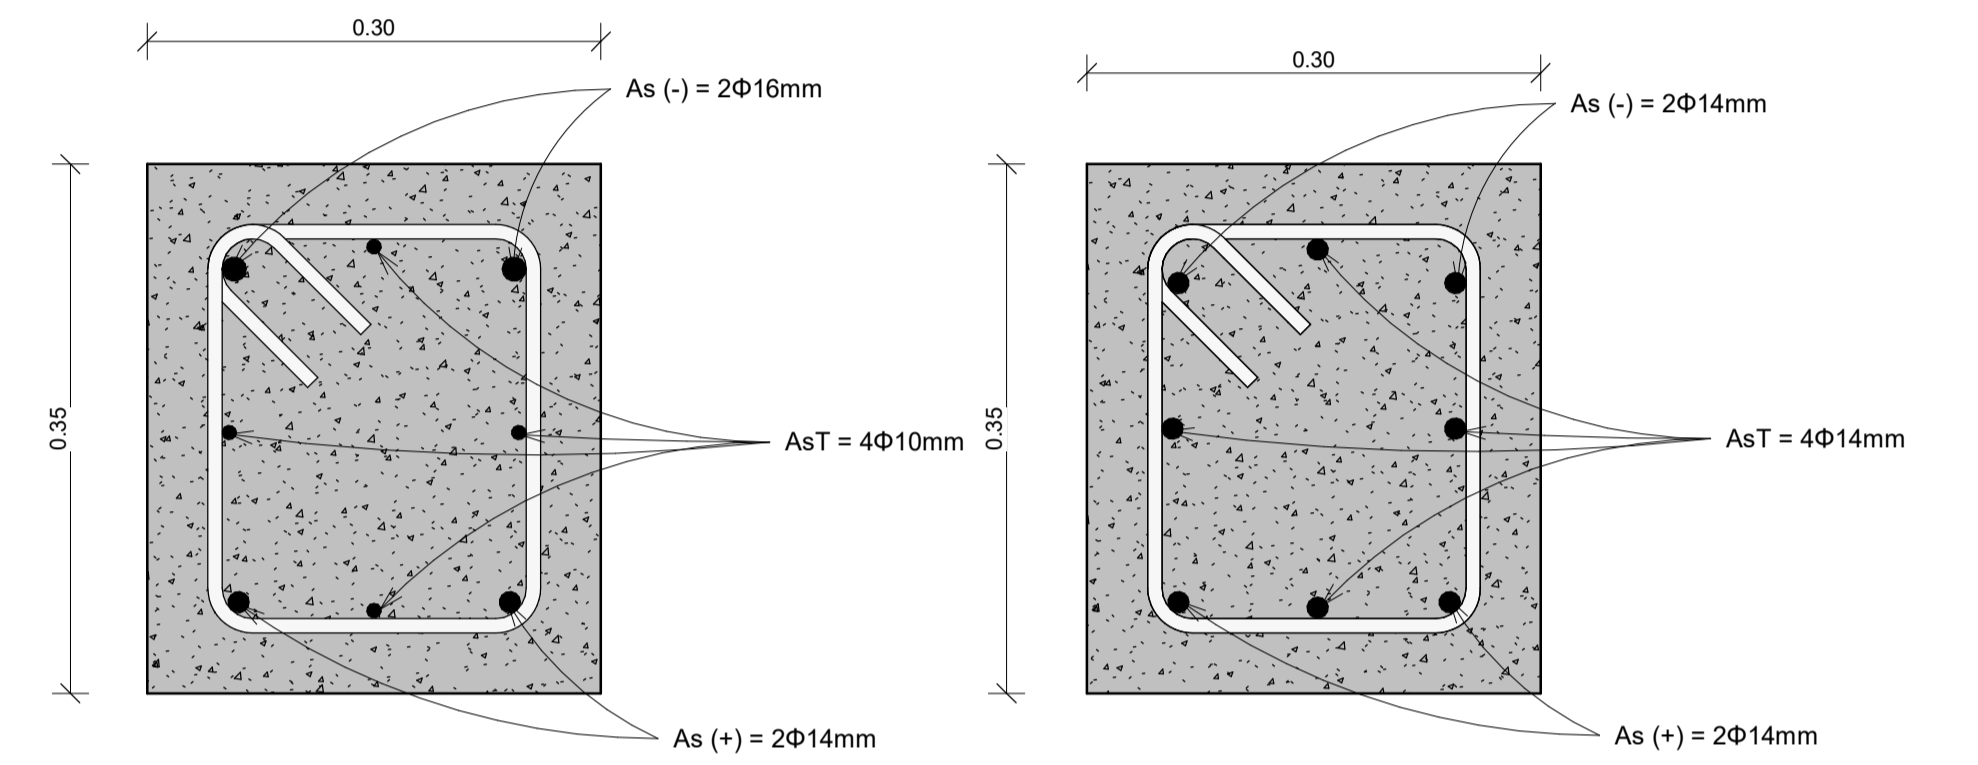 0.30
As (-) = 2Φ16mm
0.35
AsT = 4Φ10mm
As (+) = 2Φ14mm
0.30
As (-) = 2Φ14mm
0.35
AsT = 4Φ14mm
As (+) = 2Φ14mm